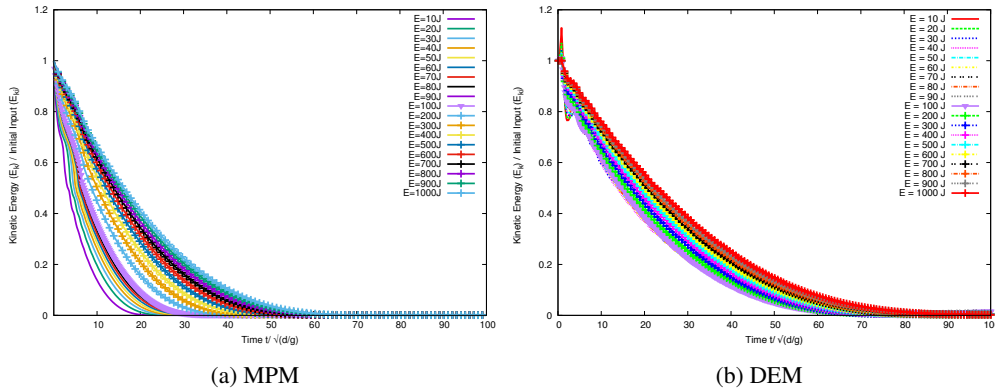 1.2
1
0.8
0.6
0.4
0.2
0
Kinetic Energy (Eₖ) / Initial Input (Eₖᵢ)
10 20 30 40 50 60 70 80 90 100
Time t/ √(d/g)
E=10J
E=20J
E=30J
E=40J
E=50J
E=60J
E=70J
E=80J
E=90J
E=100J
E=200J
E=300J
E=400J
E=500J
E=600J
E=700J
E=800J
E=900J
E=1000J
(a) MPM
1.2
1
0.8
0.6
0.4
0.2
0
Kinetic Energy (Eₖ) / Initial Input (Eₖᵢ)
0 10 20 30 40 50 60 70 80 90 100
Time t/ √(d/g)
E = 10 J
E = 20 J
E = 30 J
E = 40 J
E = 50 J
E = 60 J
E = 70 J
E = 80 J
E = 90 J
E = 100 J
E = 200 J
E = 300 J
E = 400 J
E = 500 J
E = 600 J
E = 700 J
E = 800 J
E = 900 J
E = 1000 J
(b) DEM